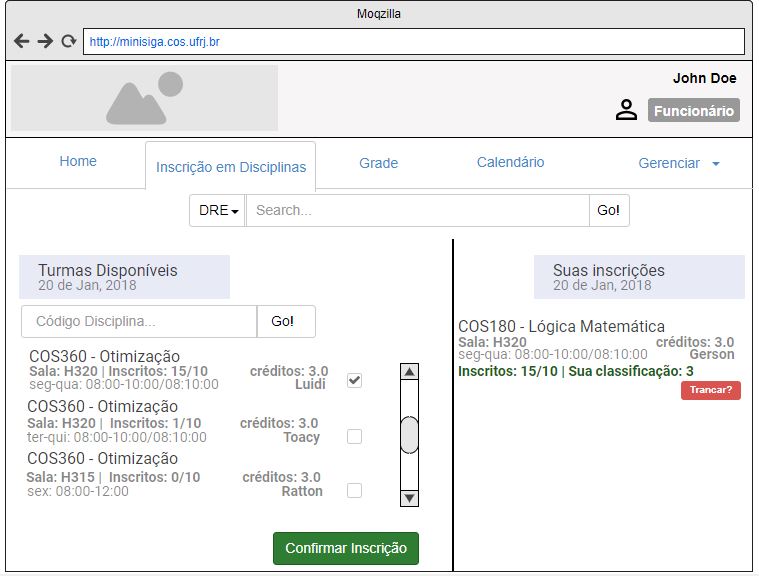 Moqzilla
http://minisiga.cos.ufrj.br
John Doe
Funcionário
Home
Inscrição em Disciplinas
Grade
Calendário
Gerenciar
DRE
Search...
Go!
Turmas Disponíveis
20 de Jan, 2018
Código Disciplina...
Go!
COS360 - Otimização
Sala: H320 | Inscritos: 15/10 créditos: 3.0
seg-qua: 08:00-10:00/08:10:00 Luidi
COS360 - Otimização
Sala: H320 | Inscritos: 1/10 créditos: 3.0
ter-qui: 08:00-10:00/08:10:00 Toacy
COS360 - Otimização
Sala: H315 | Inscritos: 0/10 créditos: 3.0
sex: 08:00-12:00 Ratton
Confirmar Inscrição
Suas inscrições
20 de Jan, 2018
COS180 - Lógica Matemática
Sala: H320 créditos: 3.0
seg-qua: 08:00-10:00/08:10:00 Gerson
Inscritos: 15/10 | Sua classificação: 3
Trancar?